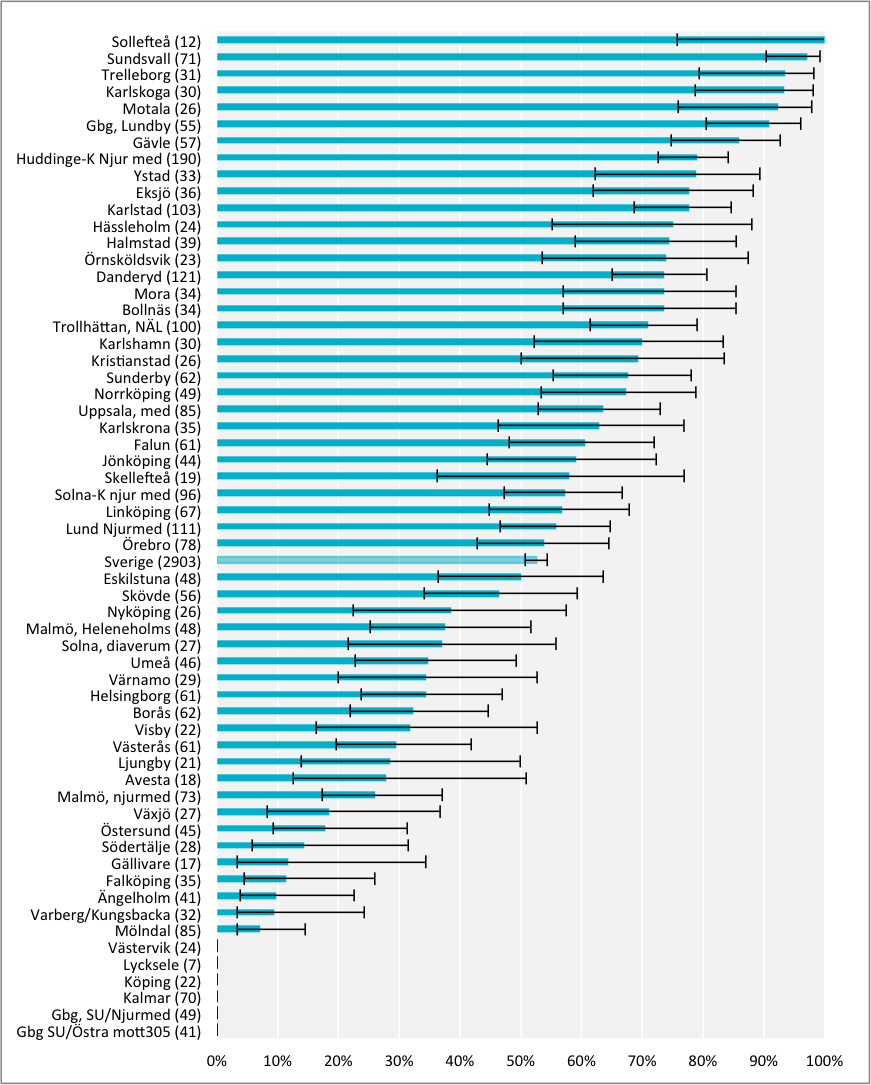 Sollefteå (12)
Sundsvall (71)
Trelleborg (31)
Karlskoga (30)
Motala (26)
Gbg, Lundby (55)
Gävle (57)
Huddinge-K Njur med (190)
Ystad (33)
Eksjö (36)
Karlstad (103)
Hässleholm (24)
Halmstad (39)
Örnsköldsvik (23)
Danderyd (121)
Mora (34)
Bollnäs (34)
Trollhättan, NÄL (100)
Karlshamn (30)
Kristianstad (26)
Sunderby (62)
Norrköping (49)
Uppsala, med (85)
Karlskrona (35)
Falun (61)
Jönköping (44)
Skellefteå (19)
Solna-K njur med (96)
Linköping (67)
Lund Njurmed (111)
Örebro (78)
Sverige (2903)
Eskilstuna (48)
Skövde (56)
Nyköping (26)
Malmö, Heleneholms (48)
Solna, diaverum (27)
Umeå (46)
Värnamo (29)
Helsingborg (61)
Borås (62)
Visby (22)
Västerås (61)
Ljungby (21)
Avesta (18)
Malmö, njurmed (73)
Växjö (27)
Östersund (45)
Södertälje (28)
Gällivare (17)
Falköping (35)
Ängelholm (41)
Varberg/Kungsbacka (32)
Mölndal (85)
Västervik (24)
Lycksele (7)
Köping (22)
Kalmar (70)
Gbg, SU/Njurmed (49)
Gbg SU/Östra mott305 (41)
0% 10% 20% 30% 40% 50% 60% 70% 80% 90% 100%